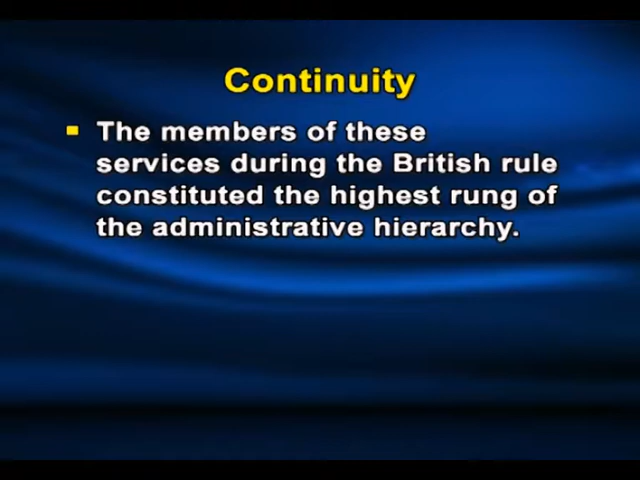 Continuity
The members of these
services during the British rule
constituted the highest rung of
the administrative hierarchy.